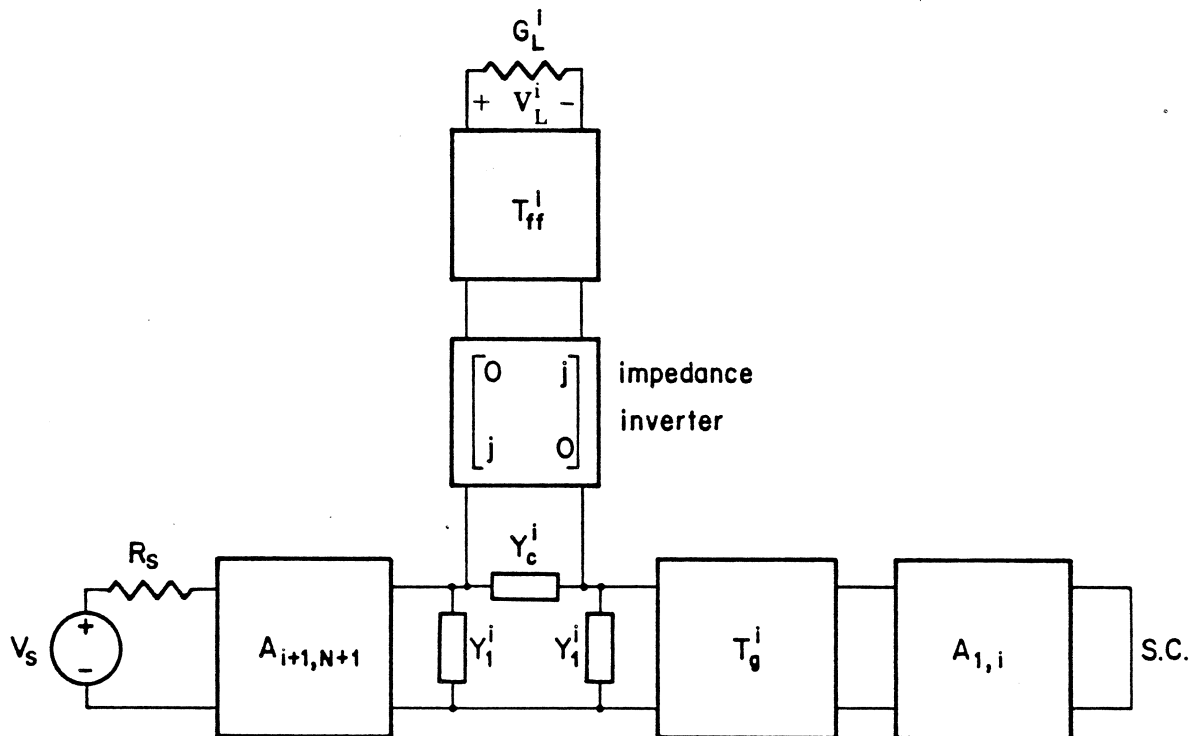 G_L^i
+ V_L^i −
T_ff^i
[0 j
j 0]
impedance
inverter
R_S
Y_c^i
V_S
+
−
A_{i+1,N+1}
Y_1^i
Y_1^i
T_g^i
A_{1,i}
S.C.